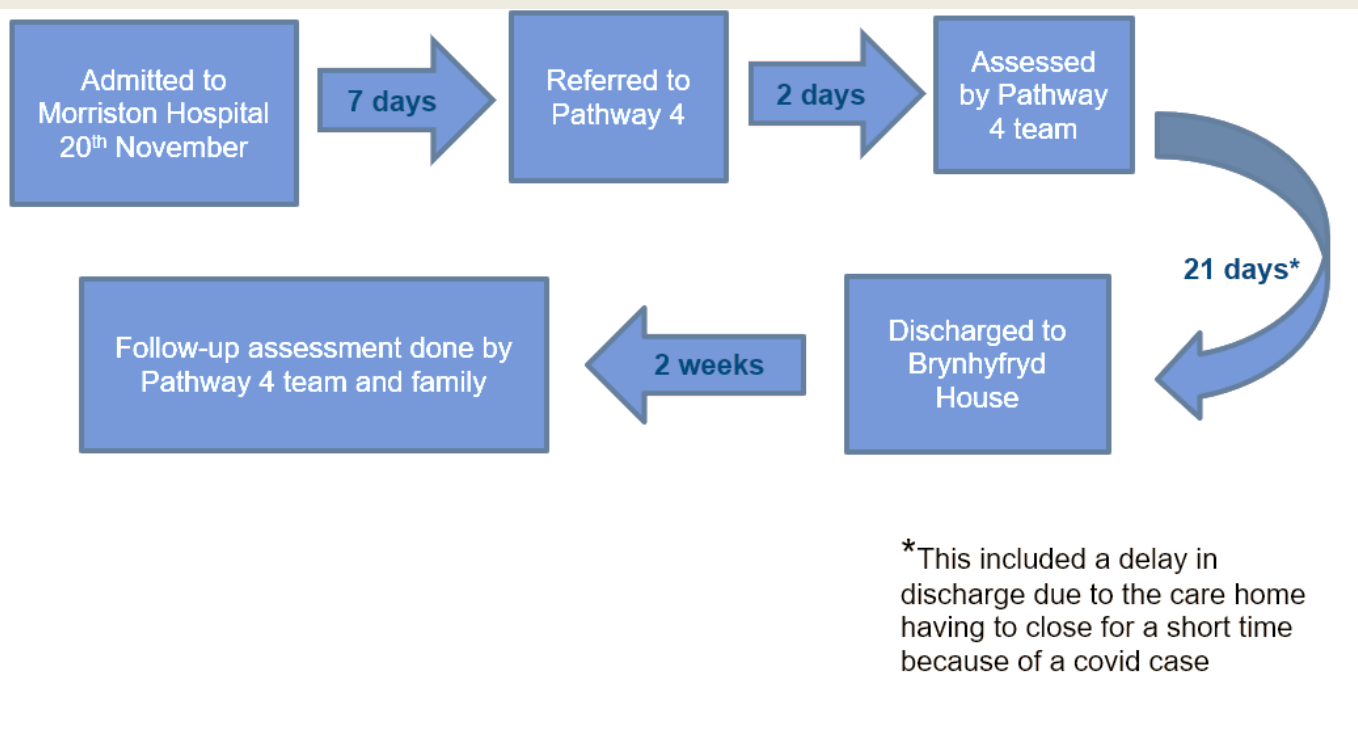 Admitted to
Morriston Hospital
20th November
7 days
Referred to
Pathway 4
2 days
Assessed
by Pathway
4 team
21 days*
Discharged to
Brynhyfryd
House
2 weeks
Follow-up assessment done by
Pathway 4 team and family
*This included a delay in
discharge due to the care home
having to close for a short time
because of a covid case